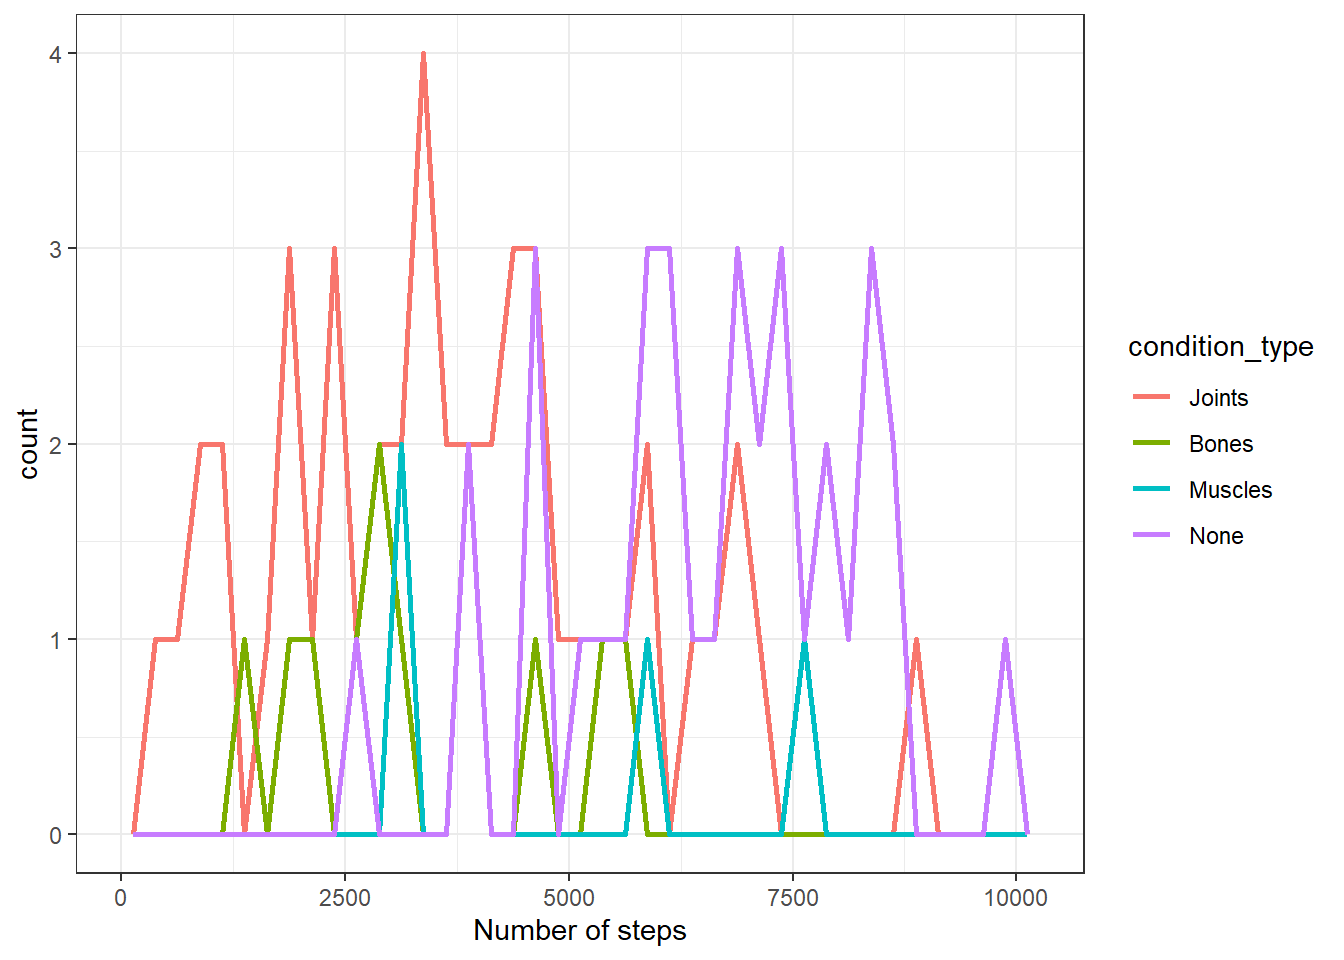 4
3
2
1
0
count
0 2500 5000 7500 10000
Number of steps
condition_type
Joints
Bones
Muscles
None